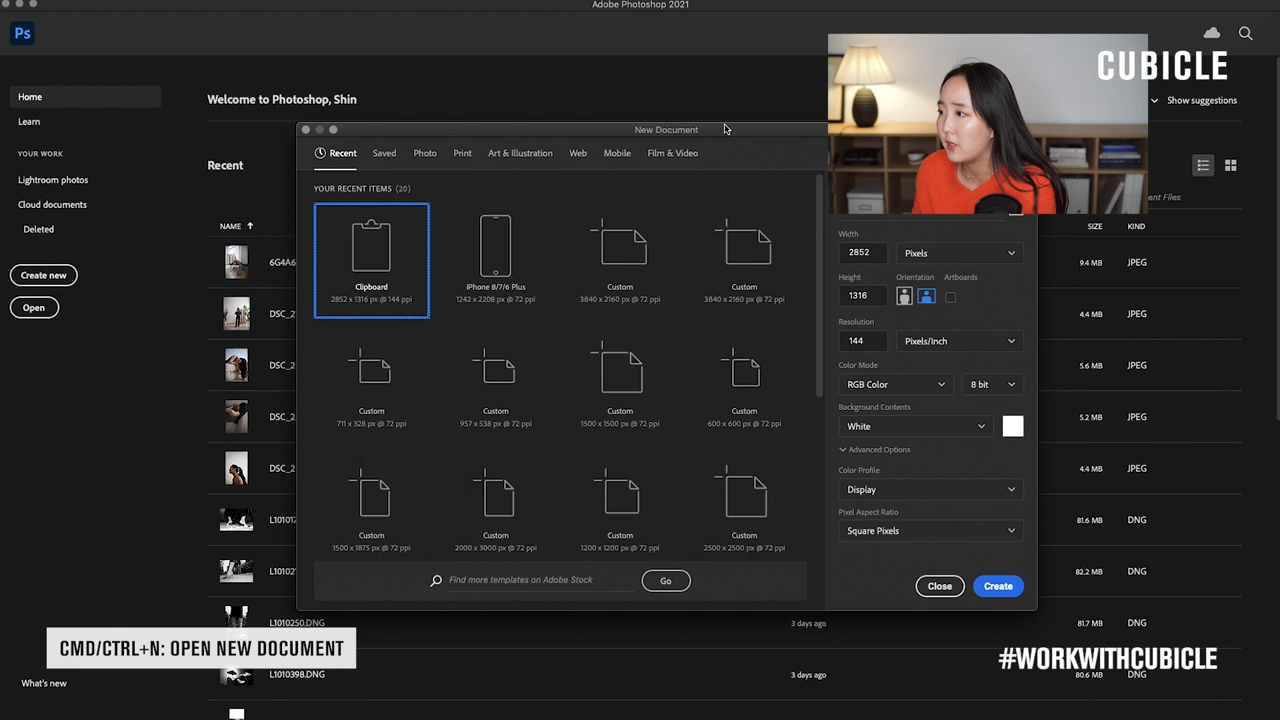 Adobe Photoshop 2021
Ps
CUBICLE
Home
Learn
YOUR WORK
Lightroom photos
Cloud documents
Deleted
Create new
Open
What's new
Welcome to Photoshop, Shin
Show suggestions
Recent
ent Files
NAME
SIZE
KIND
6G4A6
9.4 MB JPEG
DSC_2
4.4 MB JPEG
DSC_2
5.6 MB JPEG
DSC_2
5.2 MB JPEG
DSC_2
4.4 MB JPEG
L101017
81.6 MB DNG
L10102
82.2 MB DNG
L1010250.DNG 3 days ago 81.7 MB DNG
L1010398.DNG 3 days ago 80.6 MB DNG
New Document
Recent Saved Photo Print Art & Illustration Web Mobile Film & Video
YOUR RECENT ITEMS (20)
Clipboard
2852 x 1316 px @ 144 ppi
iPhone 8/7/6 Plus
1242 x 2208 px @ 72 ppi
Custom
3840 x 2160 px @ 72 ppi
Custom
3840 x 2160 px @ 72 ppi
Custom
711 x 328 px @ 72 ppi
Custom
957 x 538 px @ 72 ppi
Custom
1500 x 1500 px @ 72 ppi
Custom
600 x 600 px @ 72 ppi
Custom
1500 x 1875 px @ 72 ppi
Custom
2000 x 3000 px @ 72 ppi
Custom
1200 x 1200 px @ 72 ppi
Custom
2500 x 2500 px @ 72 ppi
Find more templates on Adobe Stock
Go
Width
2852 Pixels
Height Orientation Artboards
1316
Resolution
144 Pixels/Inch
Color Mode
RGB Color 8 bit
Background Contents
White
Advanced Options
Color Profile
Display
Pixel Aspect Ratio
Square Pixels
Close Create
CMD/CTRL+N: OPEN NEW DOCUMENT
#WORKWITHCUBICLE